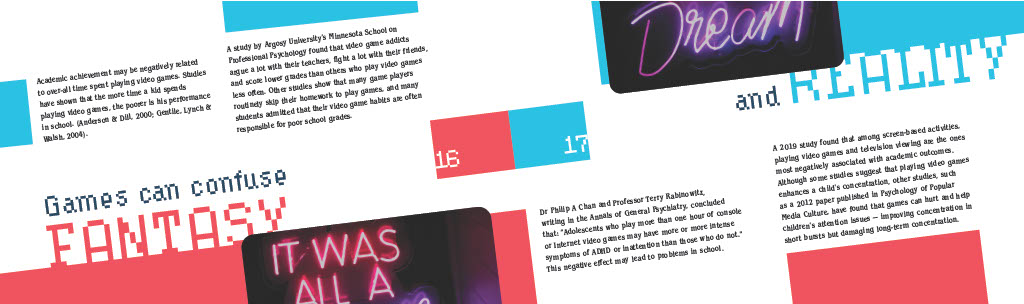 Academic achievement may be negatively related
to over-all time spent playing video games. Studies
have shown that the more time a kid spends
playing video games, the poorer is his performance
in school. (Anderson & Dill, 2000; Gentile, Lynch &
Walsh, 2004).
A study by Argosy University's Minnesota School on
Professional Psychology found that video game addicts
argue a lot with their teachers, fight a lot with their friends,
and score lower grades than others who play video games
less often. Other studies show that many game players
routinely skip their homework to play games, and many
students admitted that their video game habits are often
responsible for poor school grades.
Games can confuse
FANTASY
IT WAS
ALL A
16
17
Dream
and REALITY
Dr Philip A Chan and Professor Terry Rabinowitz,
writing in the Annals of General Psychiatry, concluded
that: "Adolescents who play more than one hour of console
or Internet video games may have more or more intense
symptoms of ADHD or inattention than those who do not."
This negative effect may lead to problems in school.
A 2019 study found that among screen-based activities,
playing video games and television viewing are the ones
most negatively associated with academic outcomes.
Although some studies suggest that playing video games
enhances a child's concentration, other studies, such
as a 2012 paper published in Psychology of Popular
Media Culture, have found that games can hurt and help
children's attention issues — improving concentration in
short bursts but damaging long-term concentration.